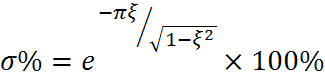 σ% = e^{-πξ/√(1-ξ²)} × 100%